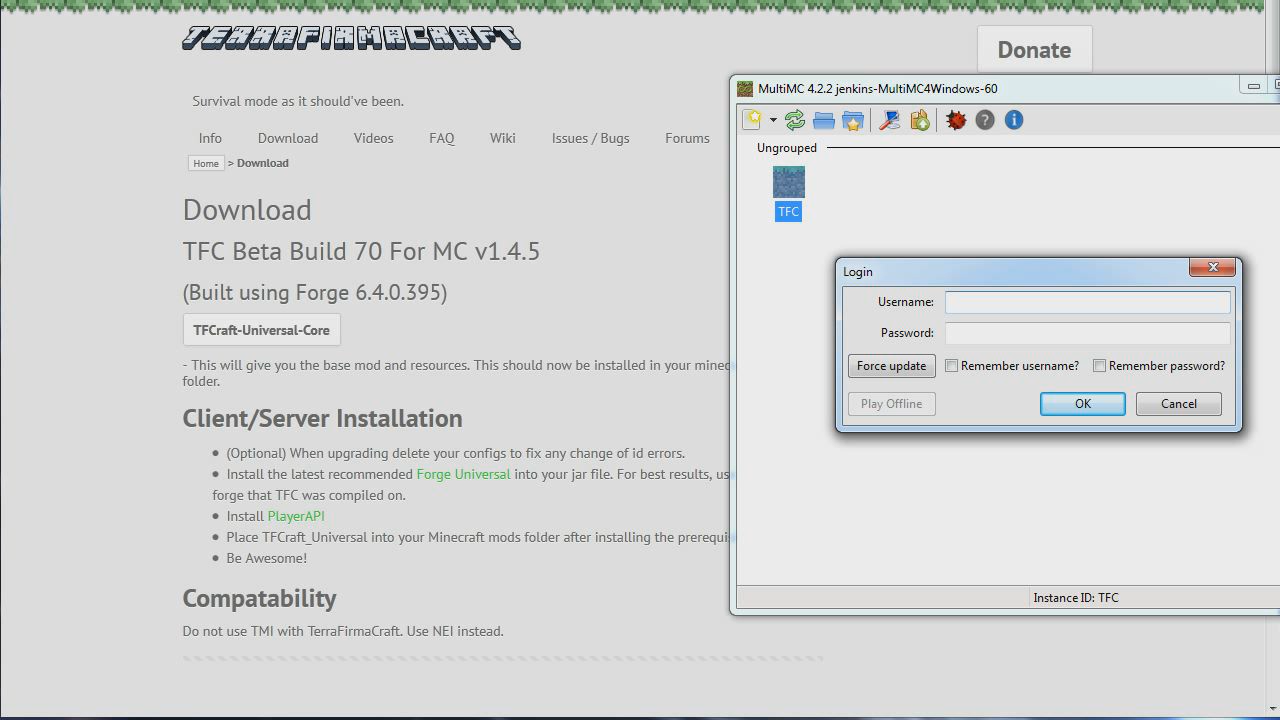 TERRAFIRMACRAFT
Donate
Survival mode as it should've been.
Info Download Videos FAQ Wiki Issues / Bugs Forums
Home > Download
Download
TFC Beta Build 70 For MC v1.4.5
(Built using Forge 6.4.0.395)
TFCraft-Universal-Core
- This will give you the base mod and resources. This should now be installed in your
folder.
Client/Server Installation
(Optional) When upgrading delete your configs to fix any change of id errors.
Install the latest recommended Forge Universal into your jar file. For best results,
forge that TFC was compiled on.
Install PlayerAPI
Place TFCraft_Universal into your Minecraft mods folder after installing the
Be Awesome!
Compatability
Do not use TMI with TerraFirmaCraft. Use NEI instead.
MultiMC 4.2.2 jenkins-MultiMC4Windows-60
Ungrouped
TFC
Login
Username:
Password:
Force update Remember username? Remember password?
Play Offline OK Cancel
Instance ID: TFC